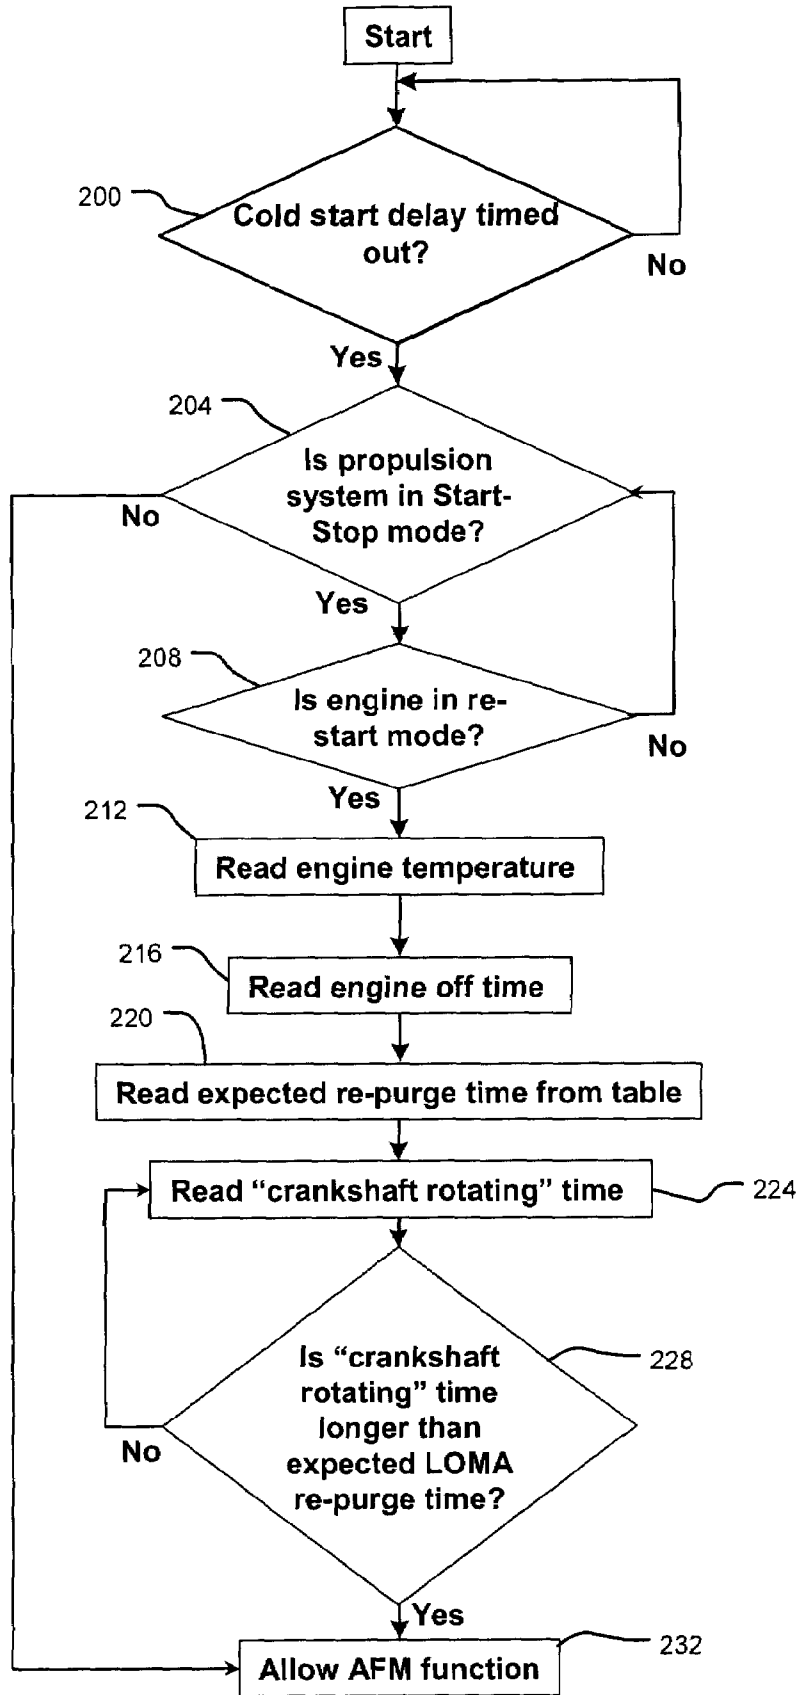 Start
200
Cold start delay timed
out?
No
Yes
204
Is propulsion
system in Start-
Stop mode?
No
Yes
208
Is engine in re-
start mode?
No
Yes
212
Read engine temperature
216
Read engine off time
220
Read expected re-purge time from table
Read “crankshaft rotating” time
224
Is “crankshaft
rotating” time
longer than
expected LOMA
re-purge time?
228
No
Yes
232
Allow AFM function